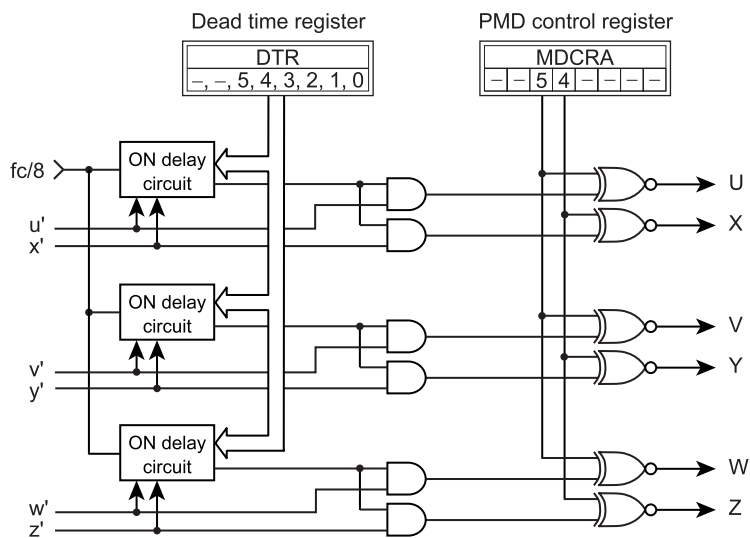 Dead time register
PMD control register
DTR
–, –, 5, 4, 3, 2, 1, 0
MDCRA
– – 5 4 – – – –
fc/8
ON delay
circuit
u'
x'
U
X
ON delay
circuit
v'
y'
V
Y
ON delay
circuit
w'
z'
W
Z